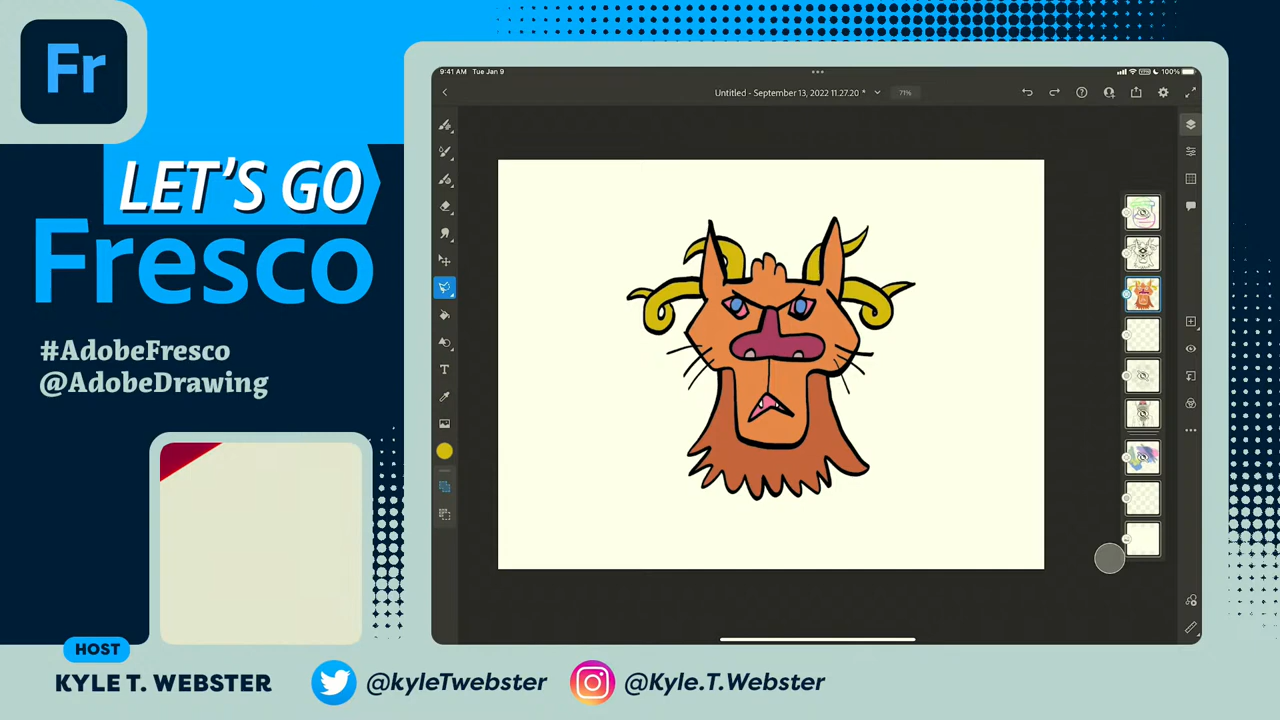 Fr
LET'S GO
Fresco
#AdobeFresco
@AdobeDrawing
9:41 AM Tue Jan 9
100%
Untitled - September 13, 2022 11.27.20 *
71%
T
HOST
KYLE T. WEBSTER
@kyleTwebster
@Kyle.T.Webster